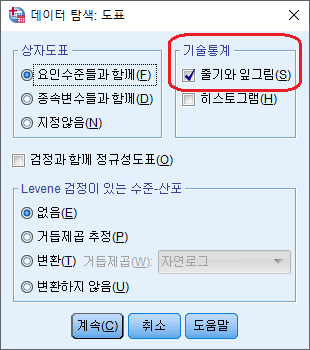 데이터 탐색: 도표
상자도표
요인수준들과 함께(F)
종속변수들과 함께(D)
지정않음(N)
기술통계
줄기와 잎그림(S)
히스토그램(H)
검정과 함께 정규성도표(O)
Levene 검정이 있는 수준-산포
없음(E)
거듭제곱 추정(P)
변환(T) 거듭제곱(W): 자연로그
변환하지 않음(U)
계속(C) 취소 도움말